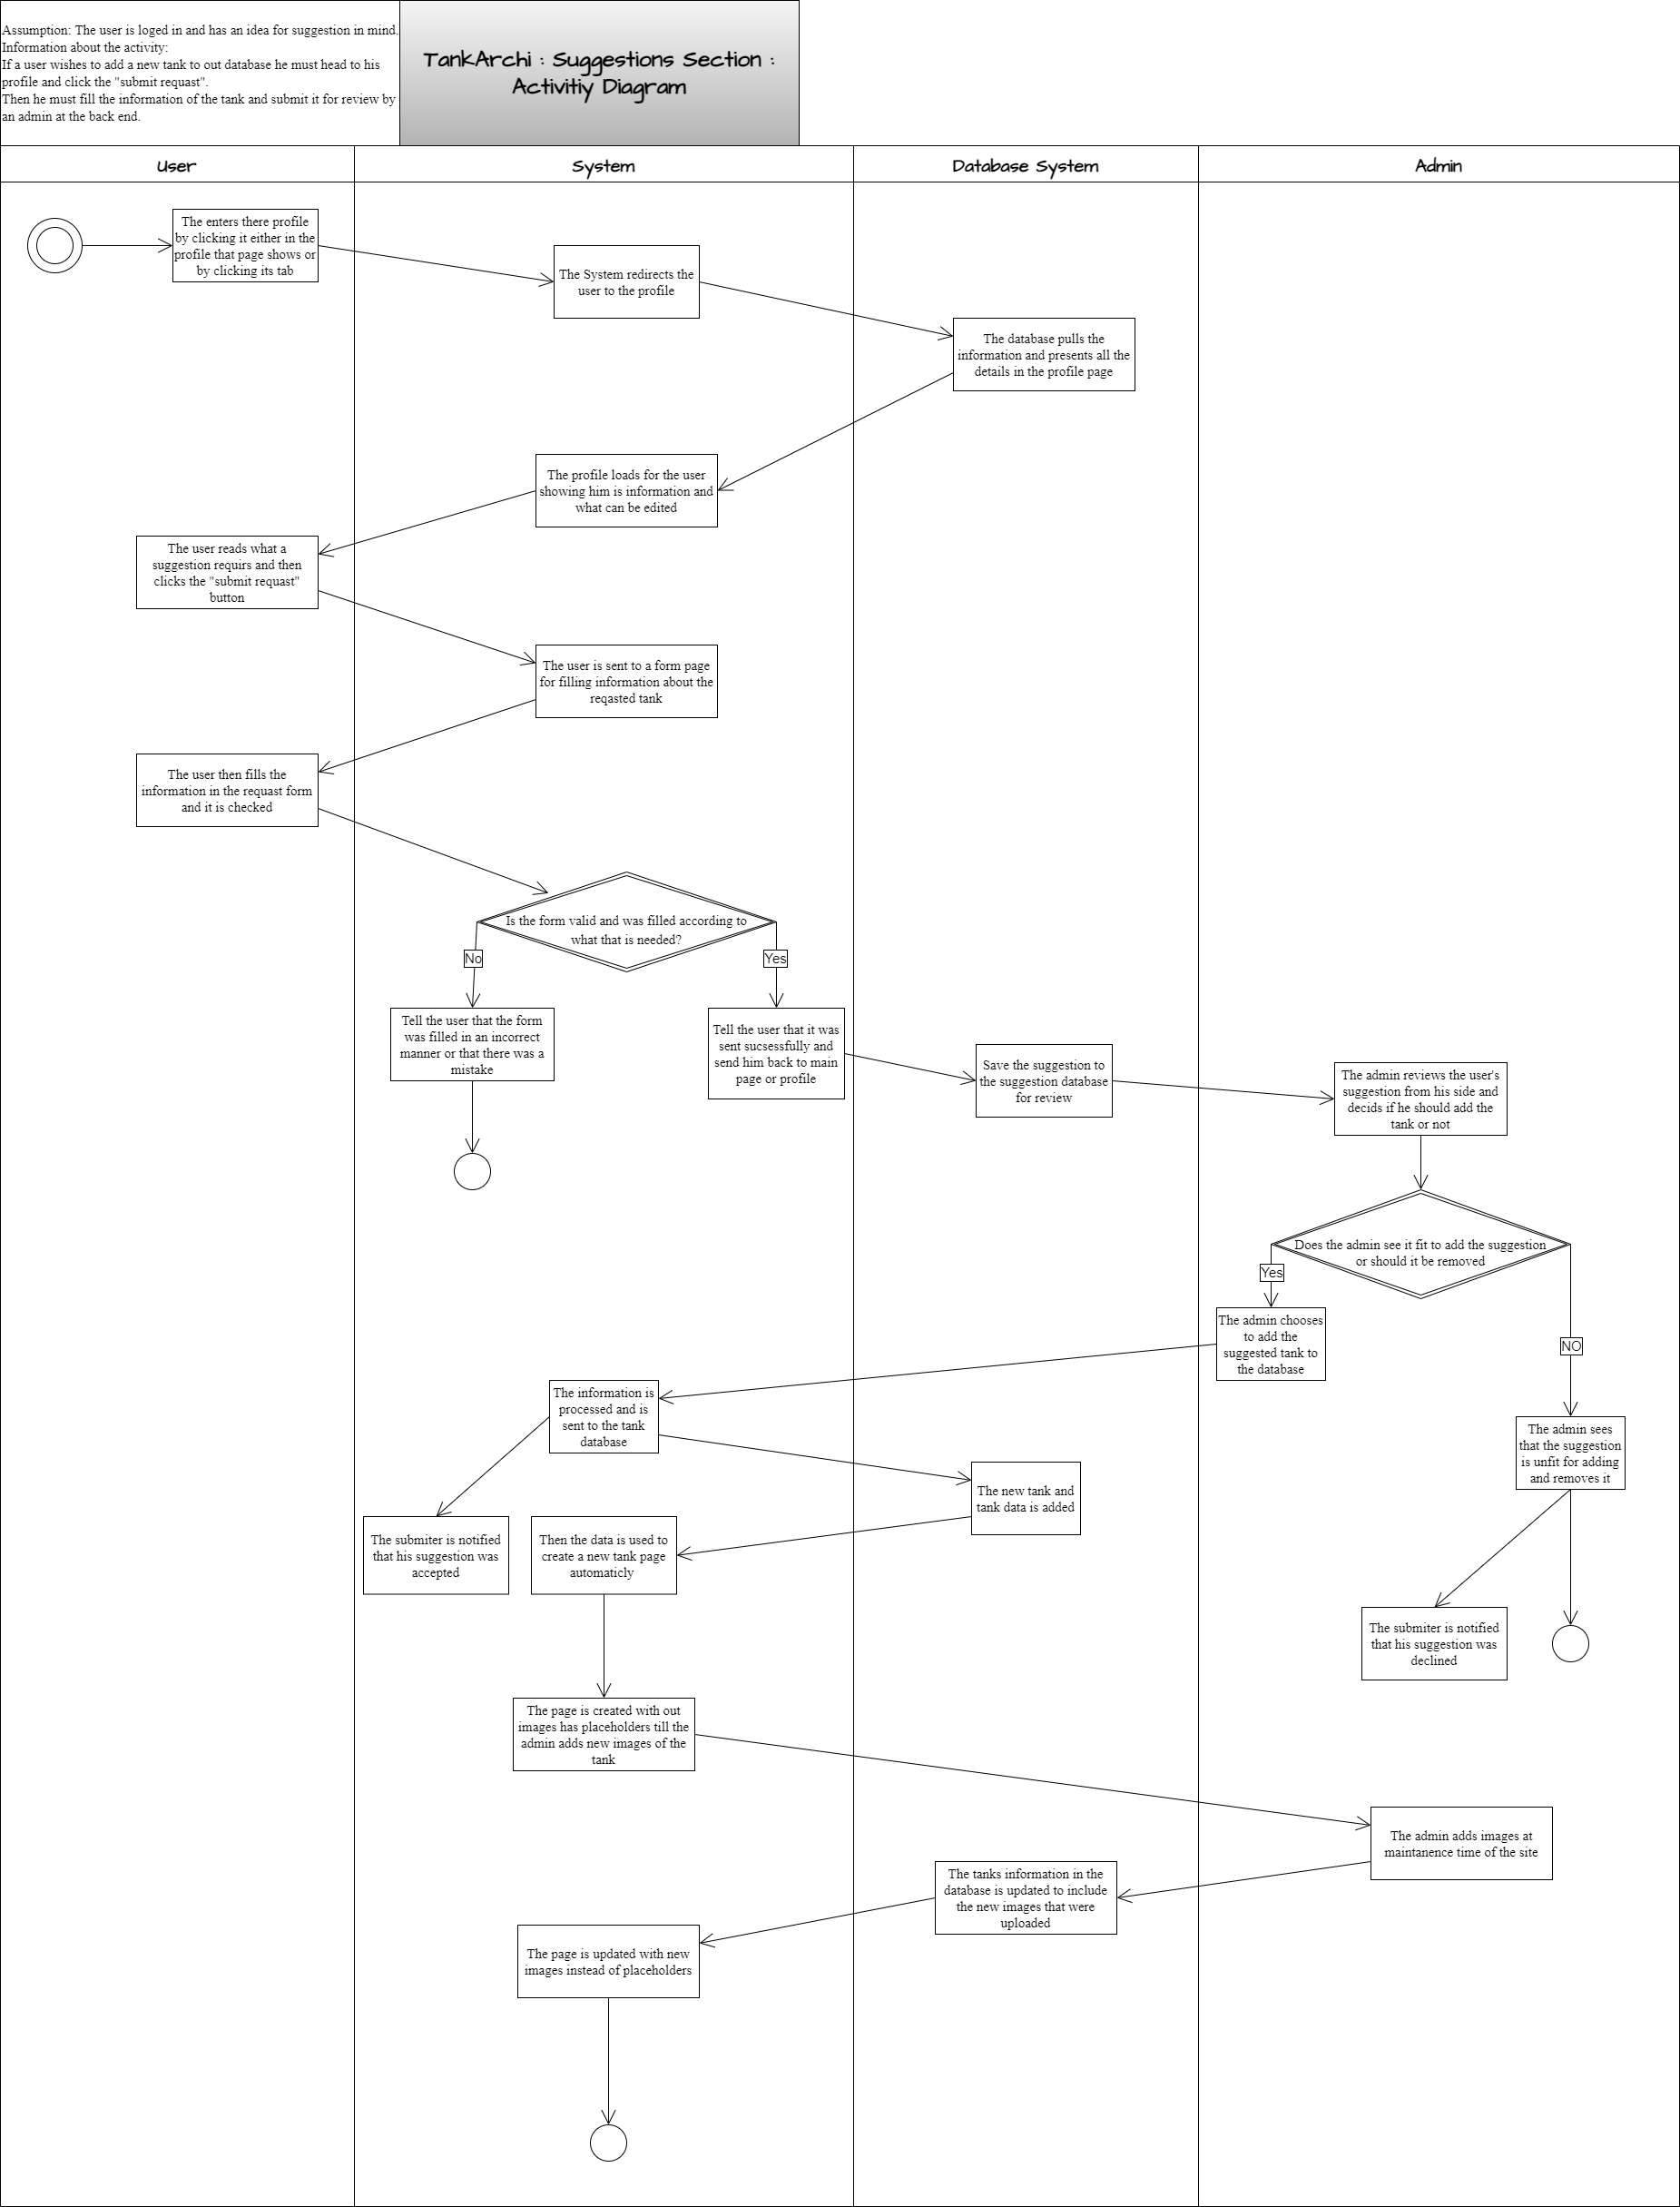 Assumption: The user is loged in and has an idea for suggestion in mind.
Information about the activity:
If a user wishes to add a new tank to out database he must head to his
profile and click the "submit requast".
Then he must fill the information of the tank and submit it for review by
an admin at the back end.
TankArchi : Suggestions Section :
Activitiy Diagram
User
System
Database System
Admin
The enters there profile
by clicking it either in the
profile that page shows or
by clicking its tab
The System redirects the
user to the profile
The database pulls the
information and presents all the
details in the profile page
The profile loads for the user
showing him is information and
what can be edited
The user reads what a
suggestion requirs and then
clicks the "submit requast"
button
The user is sent to a form page
for filling information about the
reqasted tank
The user then fills the
information in the requast form
and it is checked
Is the form valid and was filled according to
what that is needed?
No
Yes
Tell the user that the form
was filled in an incorrect
manner or that there was a
mistake
Tell the user that it was
sent sucsessfully and
send him back to main
page or profile
Save the suggestion to
the suggestion database
for review
The admin reviews the user's
suggestion from his side and
decids if he should add the
tank or not
Does the admin see it fit to add the suggestion
or should it be removed
Yes
NO
The admin chooses
to add the
suggested tank to
the database
The information is
processed and is
sent to the tank
database
The admin sees
that the suggestion
is unfit for adding
and removes it
The new tank and
tank data is added
The submiter is notified
that his suggestion was
accepted
Then the data is used to
create a new tank page
automaticly
The submiter is notified
that his suggestion was
declined
The page is created with out
images has placeholders till the
admin adds new images of the
tank
The admin adds images at
maintanence time of the site
The tanks information in the
database is updated to include
the new images that were
uploaded
The page is updated with new
images instead of placeholders